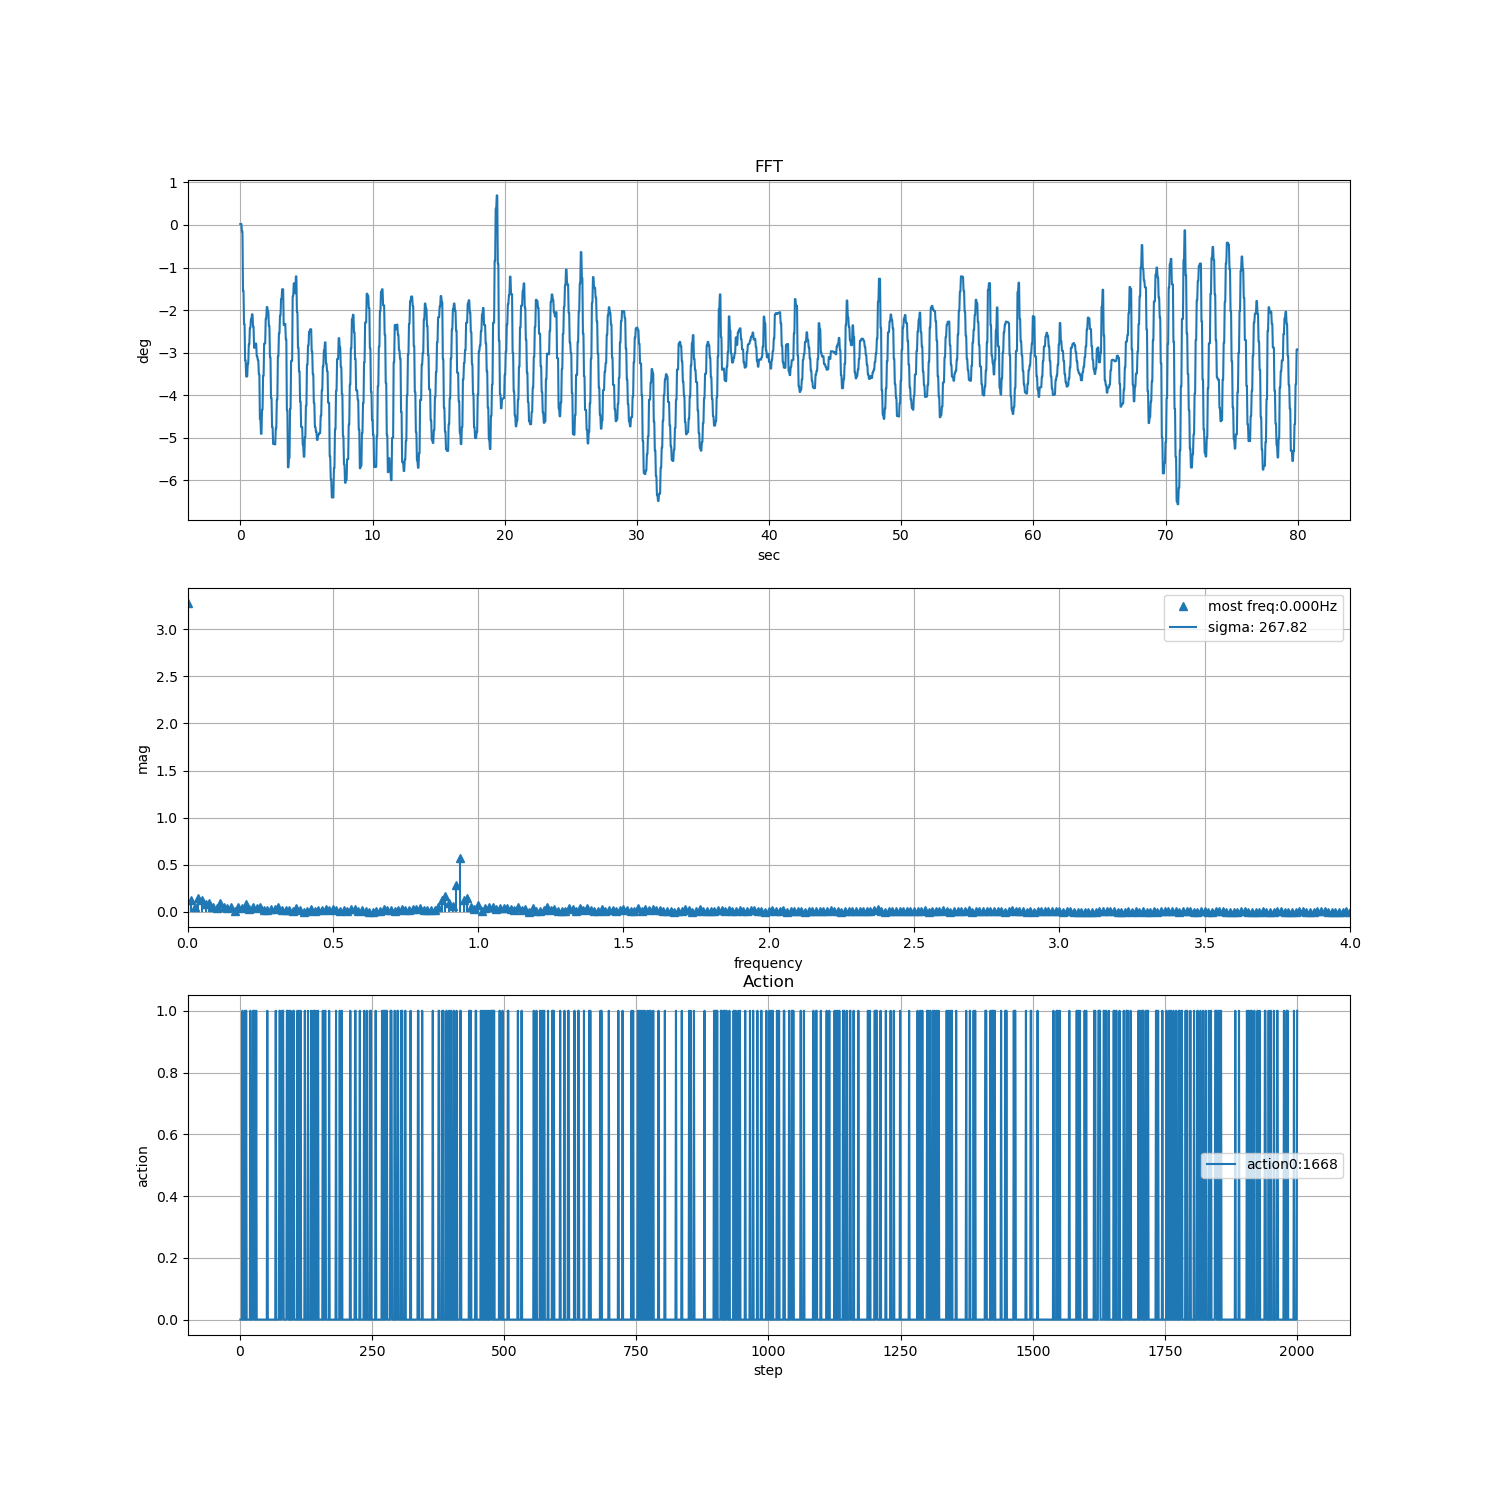 FFT
1
0
−1
−2
−3
−4
−5
−6
deg
0 10 20 30 40 50 60 70 80
sec
most freq:0.000Hz
sigma: 267.82
3.0
2.5
2.0
1.5
1.0
0.5
0.0
mag
0.0 0.5 1.0 1.5 2.0 2.5 3.0 3.5 4.0
frequency
Action
1.0
0.8
0.6
0.4
0.2
0.0
action
action0:1668
0 250 500 750 1000 1250 1500 1750 2000
step